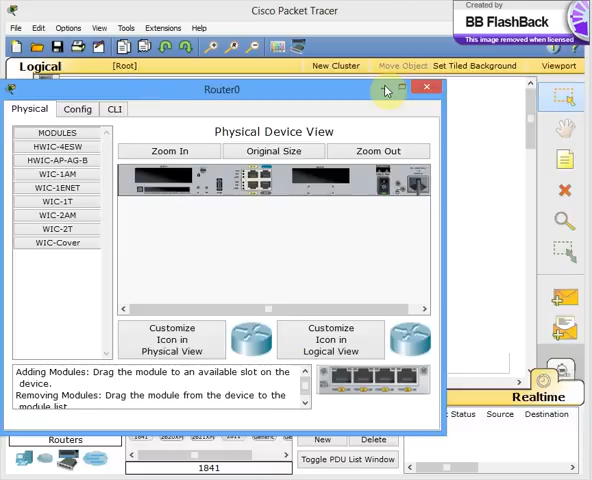 Cisco Packet Tracer
Created by
BB FlashBack
This image removed when licensed
File Edit Options View Tools Extensions Help
Logical [Root] New Cluster Move Object Set Tiled Background Viewport
Router0
Physical Config CLI
MODULES
HWIC-4ESW
HWIC-AP-AG-B
WIC-1AM
WIC-1ENET
WIC-1T
WIC-2AM
WIC-2T
WIC-Cover
Physical Device View
Zoom In Original Size Zoom Out
Customize
Icon in
Physical View
Customize
Icon in
Logical View
Adding Modules: Drag the module to an available slot on the
device.
Removing Modules: Drag the module from the device to the
module list.
Realtime
Status Source Destination
Routers
1841 2620XM 2621XM
New Delete
1841
Toggle PDU List Window